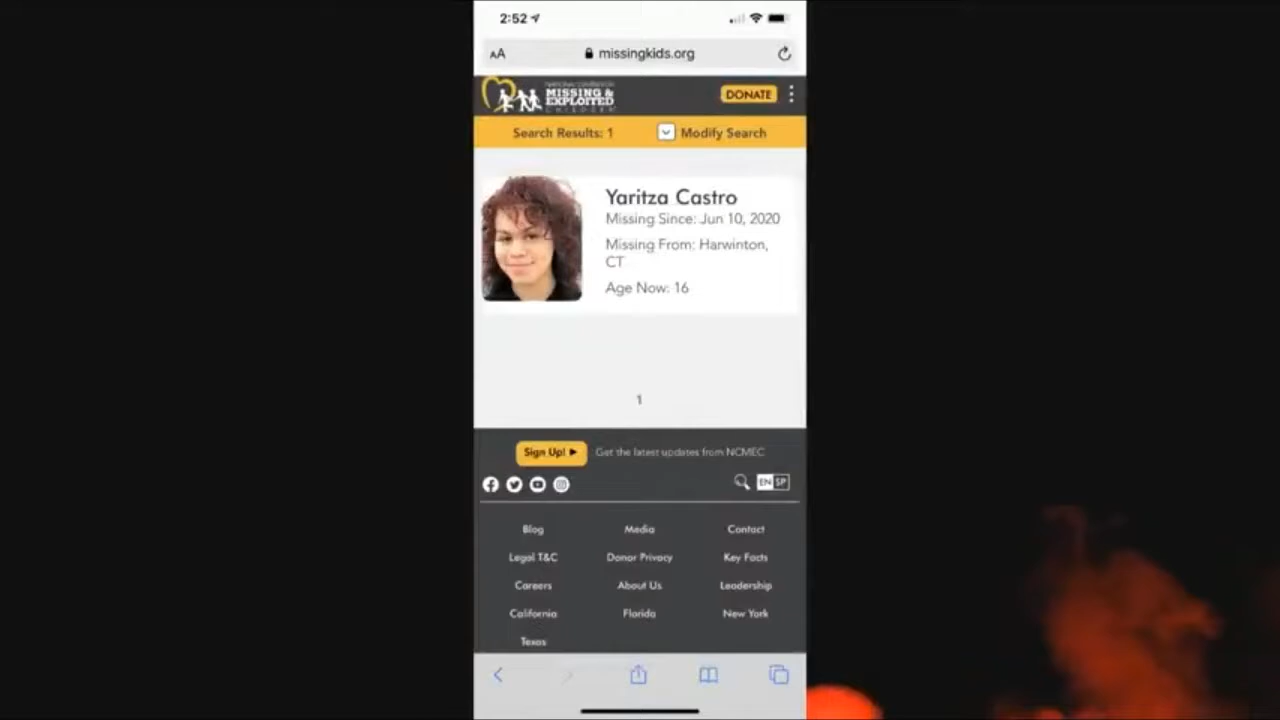 2:52
AA
missingkids.org
MISSING &
EXPLOITED
CHILDREN
DONATE
Search Results: 1
Modify Search
Yaritza Castro
Missing Since: Jun 10, 2020
Missing From: Harwinton,
CT
Age Now: 16
1
Sign Up!
Get the latest updates from NCMEC
EN SP
Blog
Media
Contact
Legal T&C
Donor Privacy
Key Facts
Careers
About Us
Leadership
California
Florida
New York
Texas